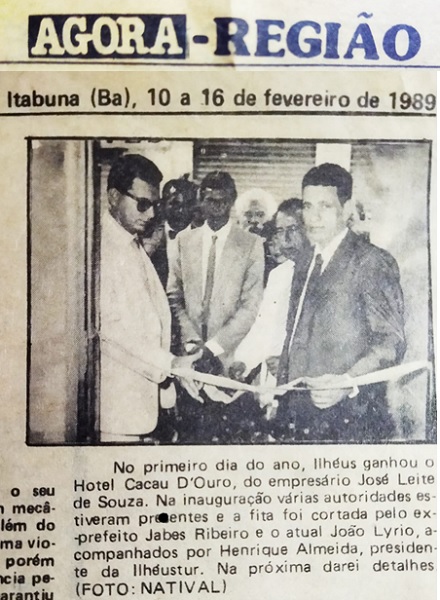 AGORA-REGIÃO
Itabuna (Ba), 10 a 16 de fevereiro de 1989
No primeiro dia do ano, Ilhéus ganhou o
Hotel Cacau D'Ouro, do empresário José Leite
de Souza. Na inauguração várias autoridades es-
tiveram presentes e a fita foi cortada pelo ex-
-prefeito Jabes Ribeiro e o atual João Lyrio, a-
companhados por Henrique Almeida, presiden-
te da Ilhéustur. Na próxima darei detalhes
(FOTO: NATIVAL)
o seu
n mecâ-
lém do
ma vio-
porém
ncia pe-
arantiu